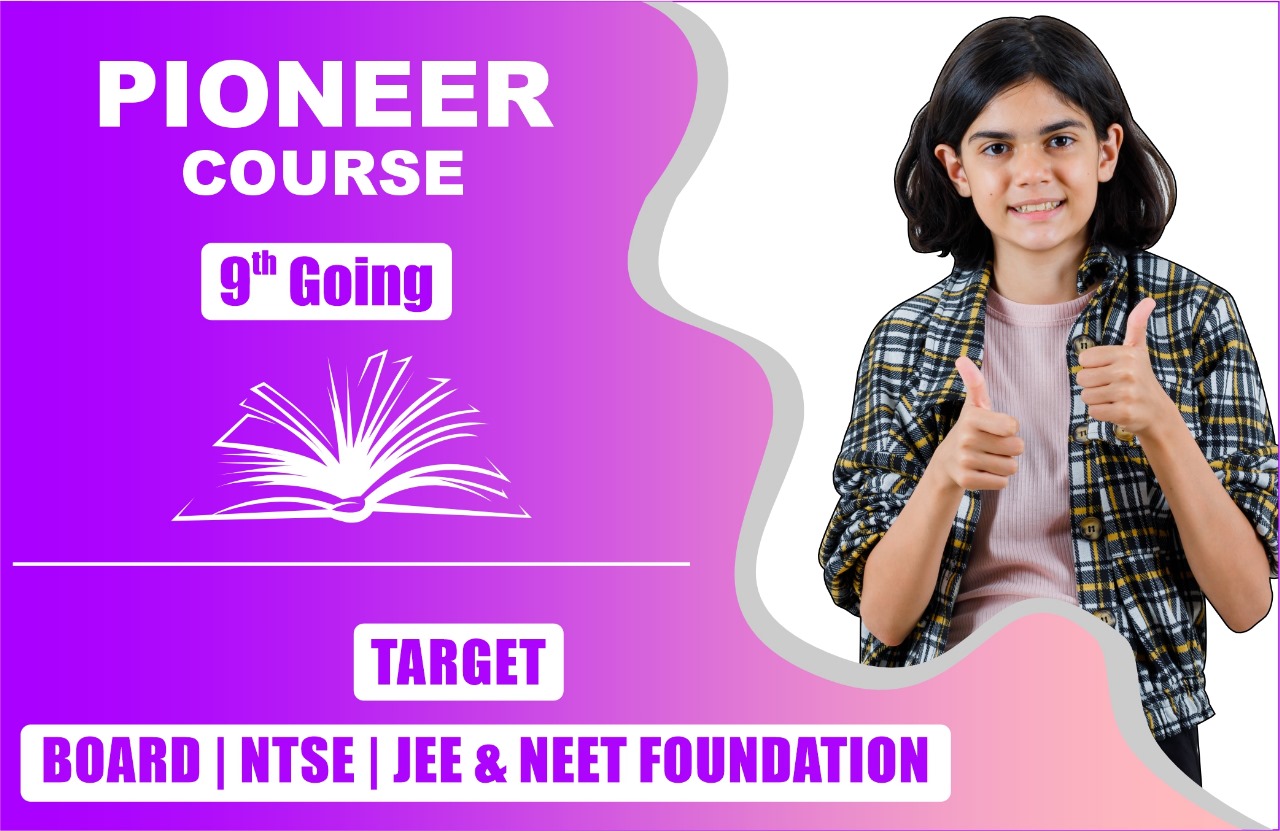 PIONEER
COURSE
9th Going
TARGET
BOARD | NTSE | JEE & NEET FOUNDATION